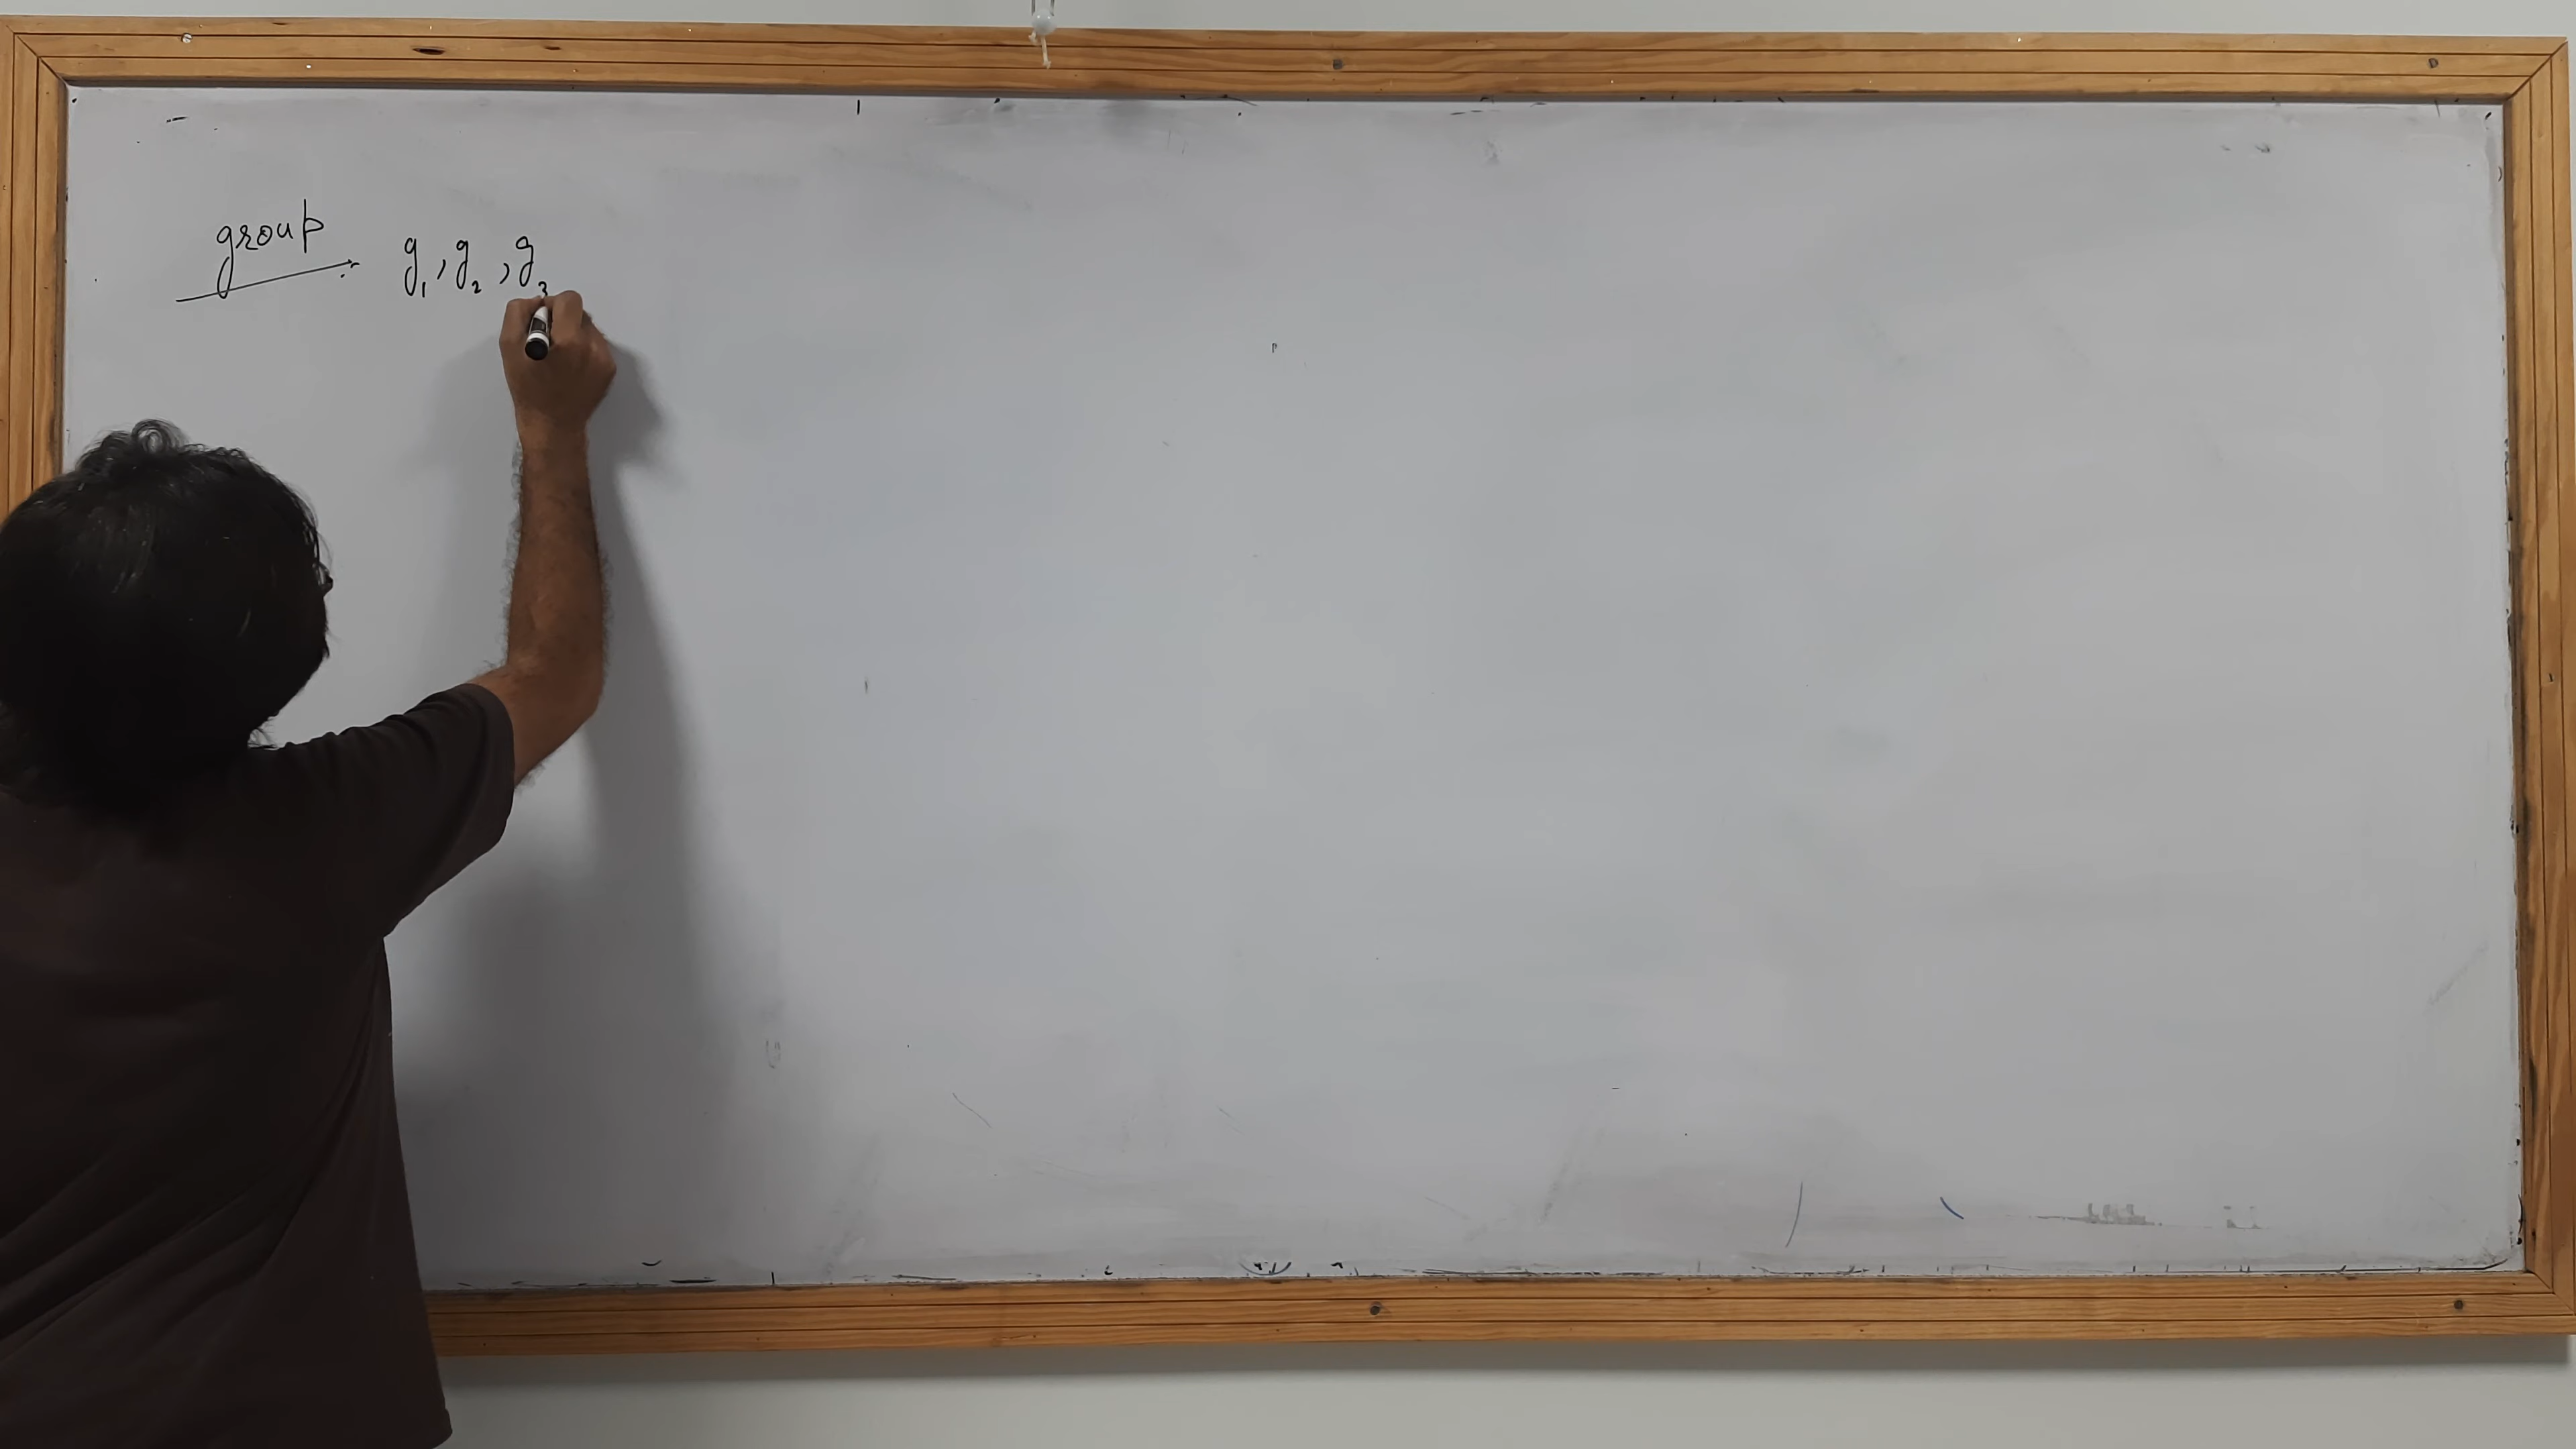 group : g₁, g₂, g₃